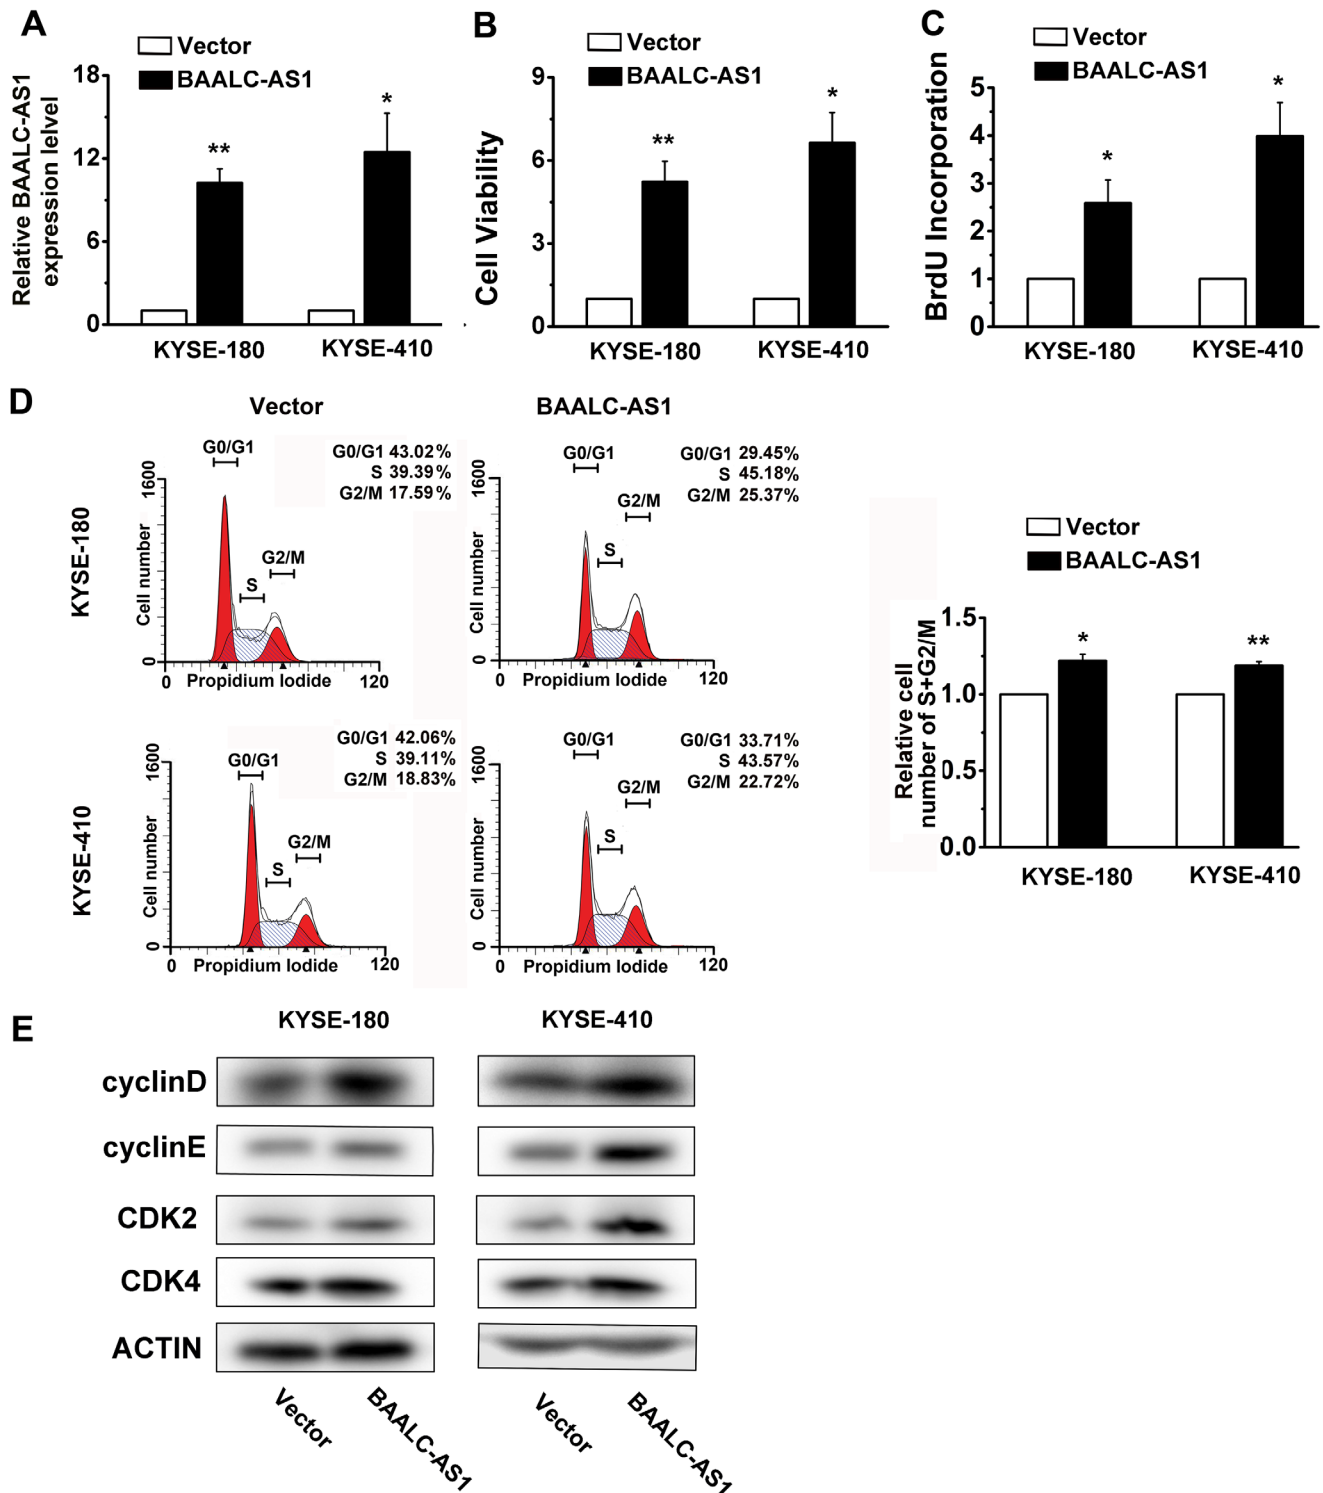 A
Vector
BAALC-AS1
Relative BAALC-AS1
expression level
18
12
6
0
**
*
KYSE-180
KYSE-410
B
Vector
BAALC-AS1
Cell Viability
9
6
3
0
**
*
KYSE-180
KYSE-410
C
Vector
BAALC-AS1
BrdU Incorporation
5
4
3
2
1
0
*
*
KYSE-180
KYSE-410
D
Vector
BAALC-AS1
KYSE-180
G0/G1
G0/G1 43.02%
S 39.39%
G2/M 17.59%
1600
Cell number
S
G2/M
0
0
Propidium Iodide
120
G0/G1
G0/G1 29.45%
S 45.18%
G2/M 25.37%
1600
Cell number
G2/M
S
0
0
Propidium Iodide
120
KYSE-410
G0/G1
G0/G1 42.06%
S 39.11%
G2/M 18.83%
1600
Cell number
G2/M
S
0
0
Propidium Iodide
120
G0/G1
G0/G1 33.71%
S 43.57%
G2/M 22.72%
1600
Cell number
G2/M
S
0
0
Propidium Iodide
120
Vector
BAALC-AS1
Relative cell
number of S+G2/M
1.5
1.0
0.5
0.0
*
**
KYSE-180
KYSE-410
E
KYSE-180
KYSE-410
cyclinD
cyclinE
CDK2
CDK4
ACTIN
Vector
BAALC-AS1
Vector
BAALC-AS1